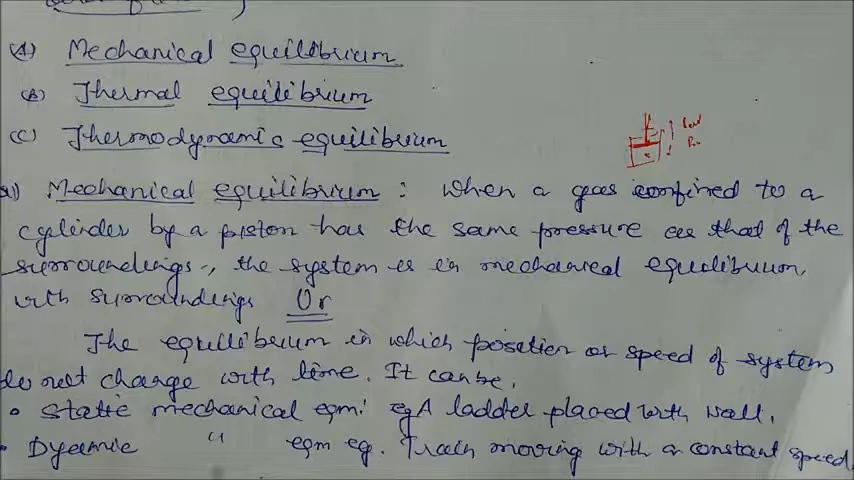 (A) Mechanical equilibrium
(B) Thermal equilibrium
(C) Thermodynamic equilibrium
a) Mechanical equilibrium : when a gas confined to a
cylinder by a piston has the same pressure as that of the
surroundings, the system is in mechanical equilibrium
with surroundings Or
The equilibrium in which position or speed of system
do not change with time. It can be,
• static mechanical eqm: eg A ladder placed with wall,
• Dyeamic " eqm eg. Train moving with a constant speed